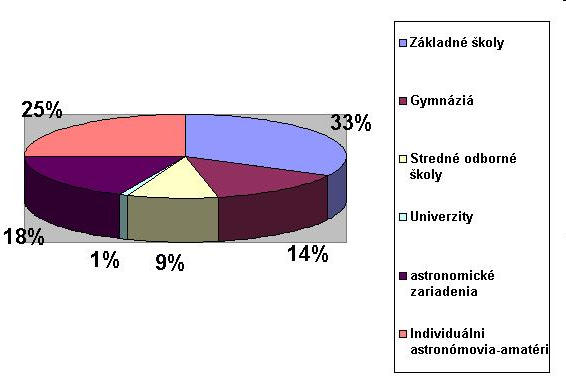 25%
33%
18%
1%
9%
14%
Základné školy
Gymnáziá
Stredné odborné
školy
Univerzity
astronomické
zariadenia
Individuálni
astronómovia-amatéri